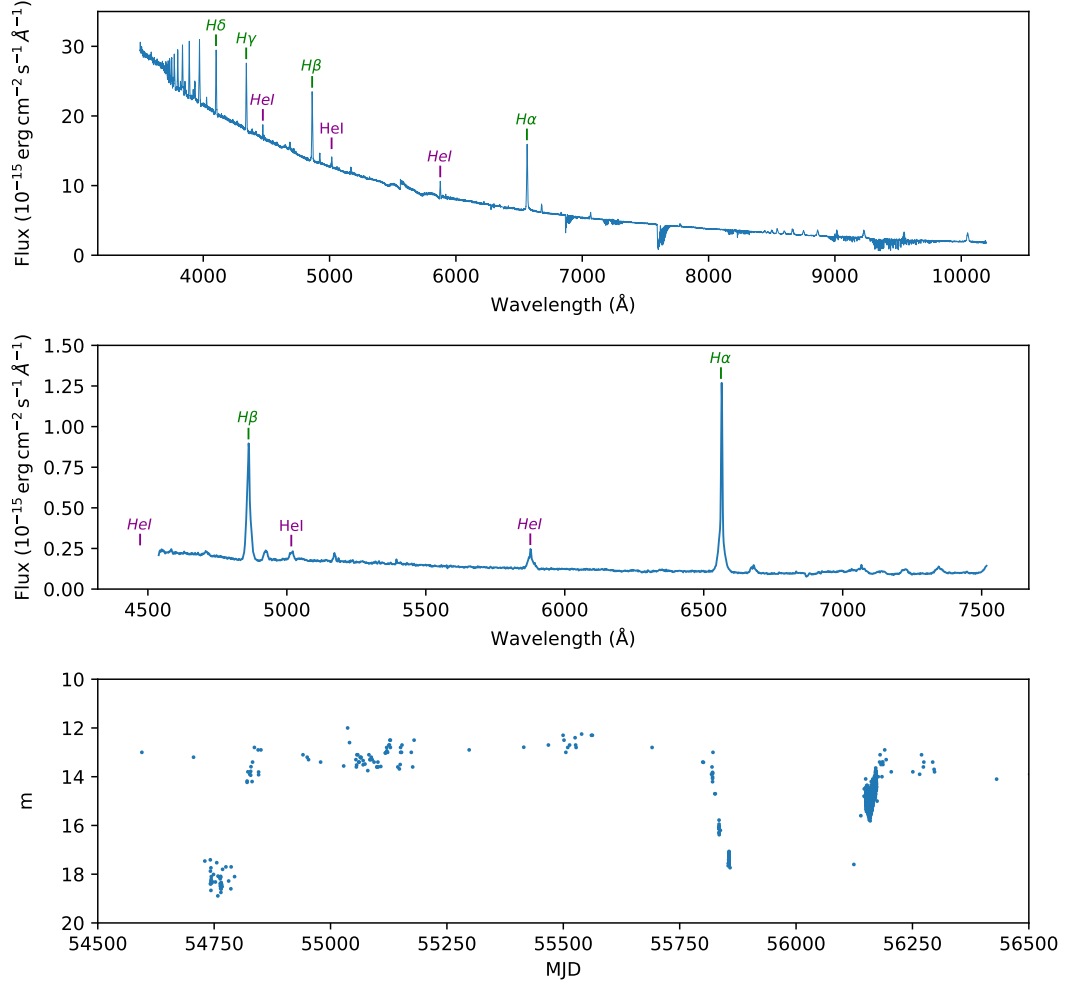 Hδ
Hγ
Hβ
HeI
HeI
HeI
Hα
30
20
10
0
Flux (10⁻¹⁵ erg cm⁻² s⁻¹ Å⁻¹)
4000 5000 6000 7000 8000 9000 10000
Wavelength (Å)
Hα
Hβ
HeI
HeI
HeI
1.50
1.25
1.00
0.75
0.50
0.25
0.00
Flux (10⁻¹⁵ erg cm⁻² s⁻¹ Å⁻¹)
4500 5000 5500 6000 6500 7000 7500
Wavelength (Å)
10
12
14
16
18
20
m
54500 54750 55000 55250 55500 55750 56000 56250 56500
MJD